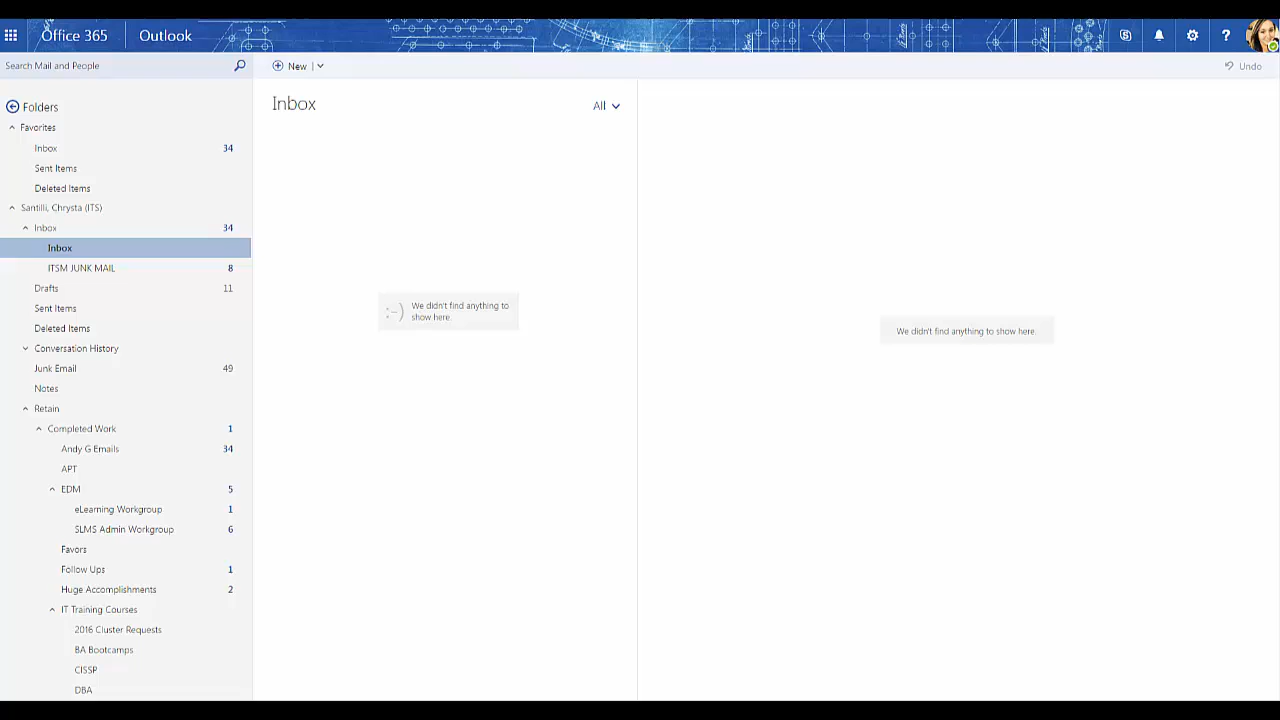 Office 365 Outlook
Search Mail and People
New
Undo
Folders
Favorites
Inbox 34
Sent Items
Deleted Items
Santilli, Chrysta (ITS)
Inbox 34
Inbox
ITSM JUNK MAIL 8
Drafts 11
Sent Items
Deleted Items
Conversation History
Junk Email 49
Notes
Retain
Completed Work 1
Andy G Emails 34
APT
EDM 5
eLearning Workgroup 1
SLMS Admin Workgroup 6
Favors
Follow Ups 1
Huge Accomplishments 2
IT Training Courses
2016 Cluster Requests
BA Bootcamps
CISSP
DBA
Inbox All
:-) We didn't find anything to
show here.
We didn't find anything to show here.